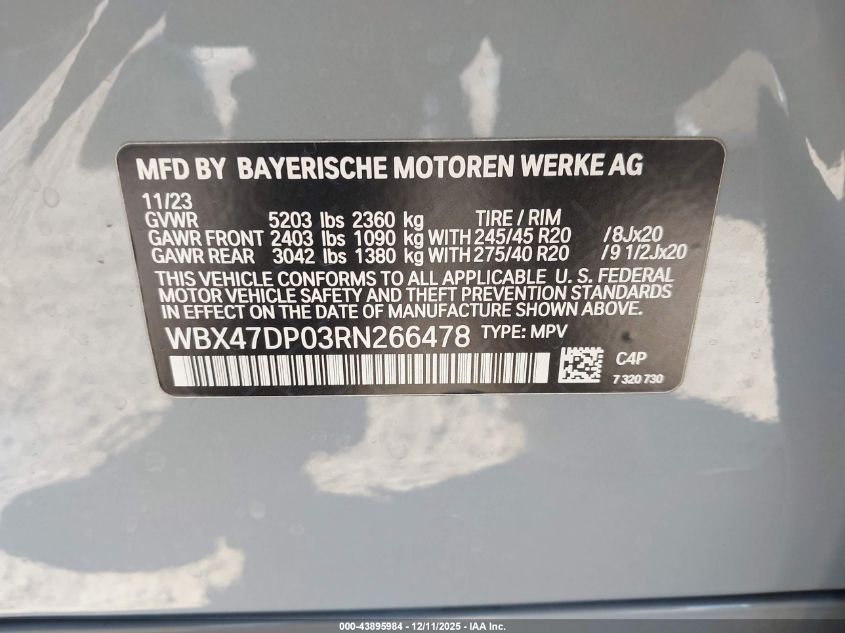 MFD BY BAYERISCHE MOTOREN WERKE AG
11/23
GVWR 5203 lbs 2360 kg TIRE / RIM
GAWR FRONT 2403 lbs 1090 kg WITH 245/45 R20 /8Jx20
GAWR REAR 3042 lbs 1380 kg WITH 275/40 R20 /9 1/2Jx20
THIS VEHICLE CONFORMS TO ALL APPLICABLE U. S. FEDERAL
MOTOR VEHICLE SAFETY AND THEFT PREVENTION STANDARDS
IN EFFECT ON THE DATE OF MANUFACTURE SHOWN ABOVE.
WBX47DP03RN266478 TYPE: MPV
C4P
7 320 730
000-43895984 - 12/11/2025 - IAA Inc.